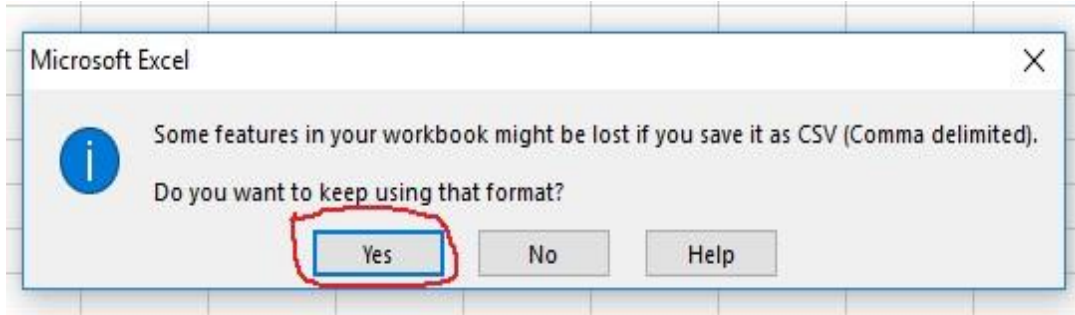 Microsoft Excel
Some features in your workbook might be lost if you save it as CSV (Comma delimited).
Do you want to keep using that format?
Yes No Help